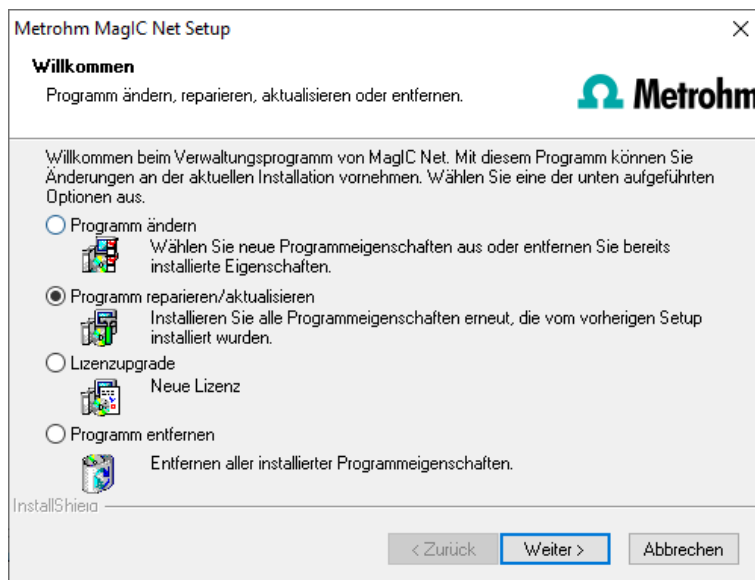 Metrohm MagIC Net Setup
Willkommen
Programm ändern, reparieren, aktualisieren oder entfernen.
Metrohm
Willkommen beim Verwaltungsprogramm von MagIC Net. Mit diesem Programm können Sie
Änderungen an der aktuellen Installation vornehmen. Wählen Sie eine der unten aufgeführten
Optionen aus.
Programm ändern
Wählen Sie neue Programmeigenschaften aus oder entfernen Sie bereits
installierte Eigenschaften.
Programm reparieren/aktualisieren
Installieren Sie alle Programmeigenschaften erneut, die vom vorherigen Setup
installiert wurden.
Lizenzupgrade
Neue Lizenz
Programm entfernen
Entfernen aller installierter Programmeigenschaften.
InstallShield
< Zurück
Weiter >
Abbrechen